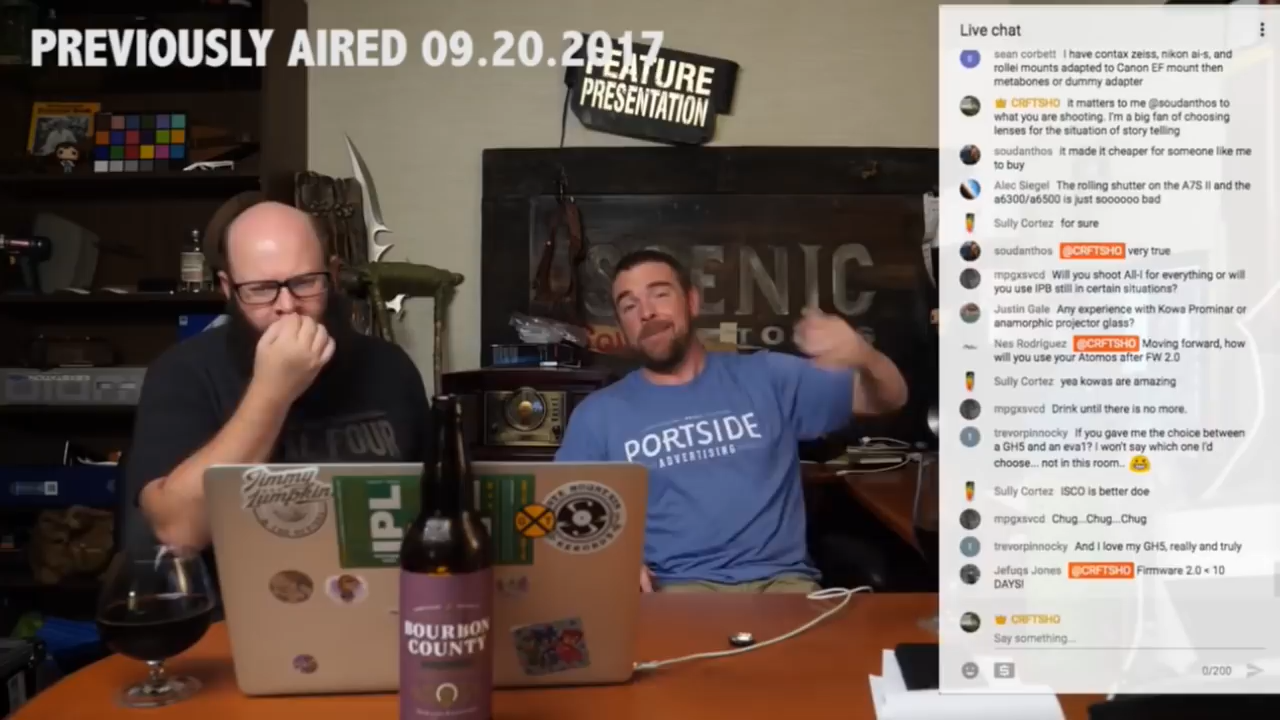 PREVIOUSLY AIRED 09.20.2017
FEATURE
PRESENTATION
SCENIC
TOOLS
FOUR
PORTSIDE
ADVERTISING
Jimmy
Lumpkin
BOURBON
COUNTY
Live chat
sean corbett I have contax zeiss, nikon ai-s, and
rollei mounts adapted to Canon EF mount then
metabones or dummy adapter
CRFTSHO it matters to me @soudanthos to
what you are shooting. I'm a big fan of choosing
lenses for the situation of story telling
soudanthos it made it cheaper for someone like me
to buy
Alec Siegel The rolling shutter on the A7S II and the
a6300/a6500 is just soooooo bad
Sully Cortez for sure
soudanthos @CRFTSHO very true
mpgxsvcd Will you shoot All-I for everything or will
you use IPB still in certain situations?
Justin Gale Any experience with Kowa Prominar or
anamorphic projector glass?
Nes Rodriguez @CRFTSHO Moving forward, how
will you use your Atomos after FW 2.0
Sully Cortez yea kowas are amazing
mpgxsvcd Drink until there is no more.
trevorpinnocky If you gave me the choice between
a GH5 and an eva1? I won't say which one I'd
choose... not in this room..
Sully Cortez ISCO is better doe
mpgxsvcd Chug...Chug...Chug
trevorpinnocky And I love my GH5, really and truly
Jefuqs Jones @CRFTSHO Firmware 2.0 < 10
DAYS!
CRFTSHO
Say something...
0/200